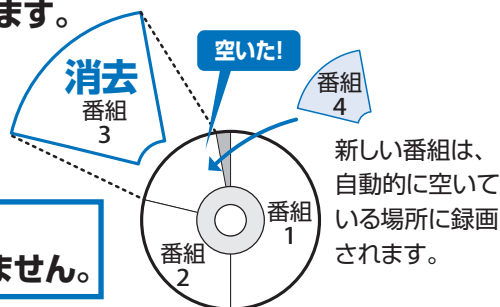 ます。
空いた!
消去
番組
3
番組
4
新しい番組は、
自動的に空いて
いる場所に録画
されます。
番組
1
番組
2
ません。